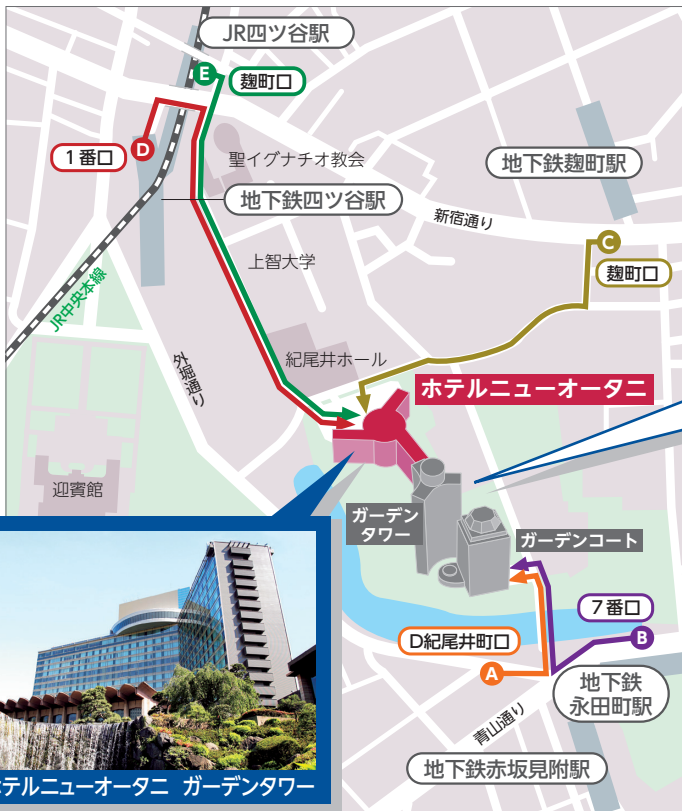 JR四ツ谷駅
E
麹町口
1番口
D
聖イグナチオ教会
地下鉄麹町駅
地下鉄四ツ谷駅
新宿通り
C
麹町口
上智大学
JR中央本線
外堀通り
紀尾井ホール
ホテルニューオータニ
迎賓館
ガーデン
タワー
ガーデンコート
7番口
B
D紀尾井町口
A
地下鉄
永田町駅
青山通り
地下鉄赤坂見附駅
テルニューオータニ ガーデンタワー